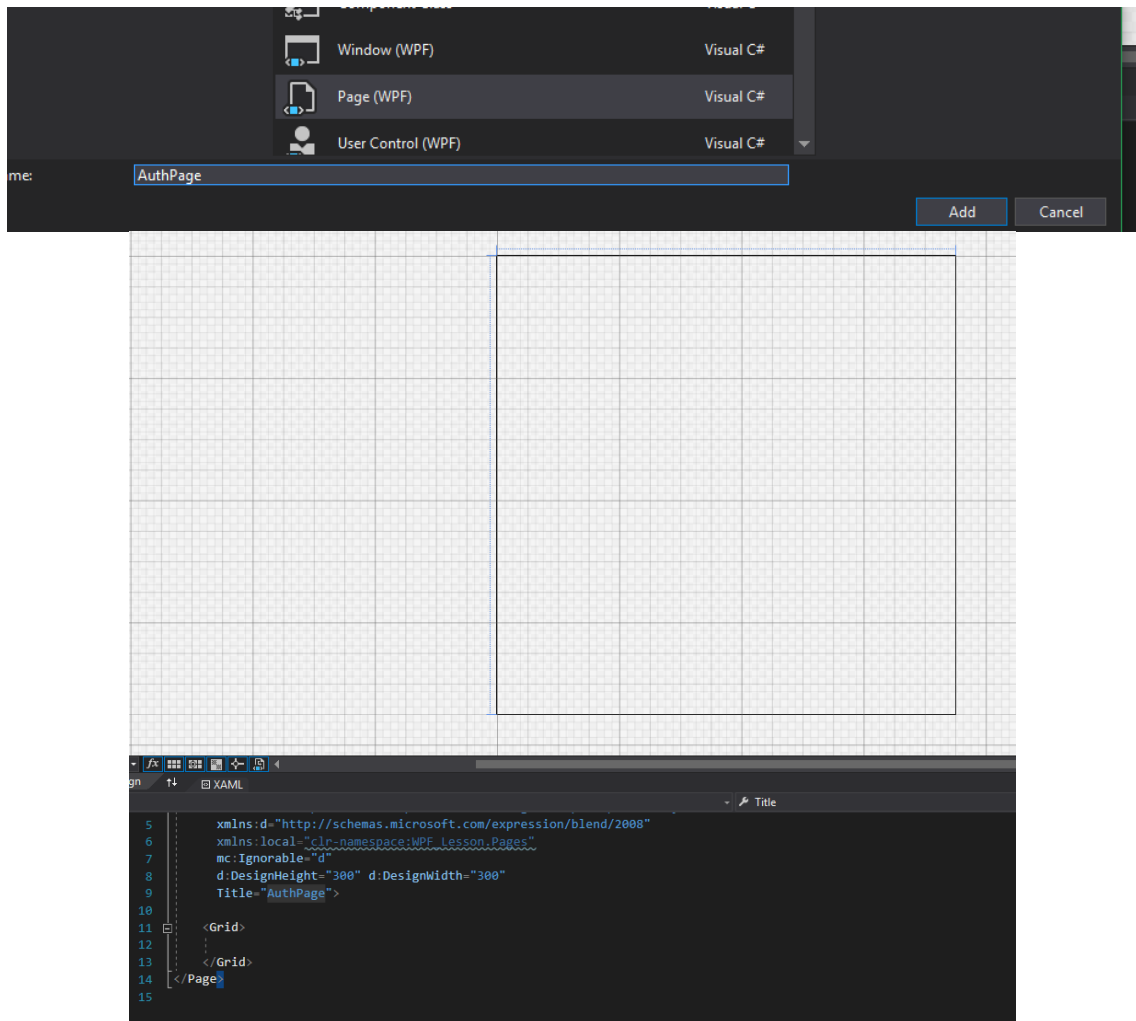 Window (WPF) Visual C#
Page (WPF) Visual C#
User Control (WPF) Visual C#
me: AuthPage
Add Cancel
fx
gn XAML
Title
5 xmlns:d="http://schemas.microsoft.com/expression/blend/2008"
6 xmlns:local="clr-namespace:WPF_Lesson.Pages"
7 mc:Ignorable="d"
8 d:DesignHeight="300" d:DesignWidth="300"
9 Title="AuthPage">
10
11 <Grid>
12
13 </Grid>
14 </Page>
15